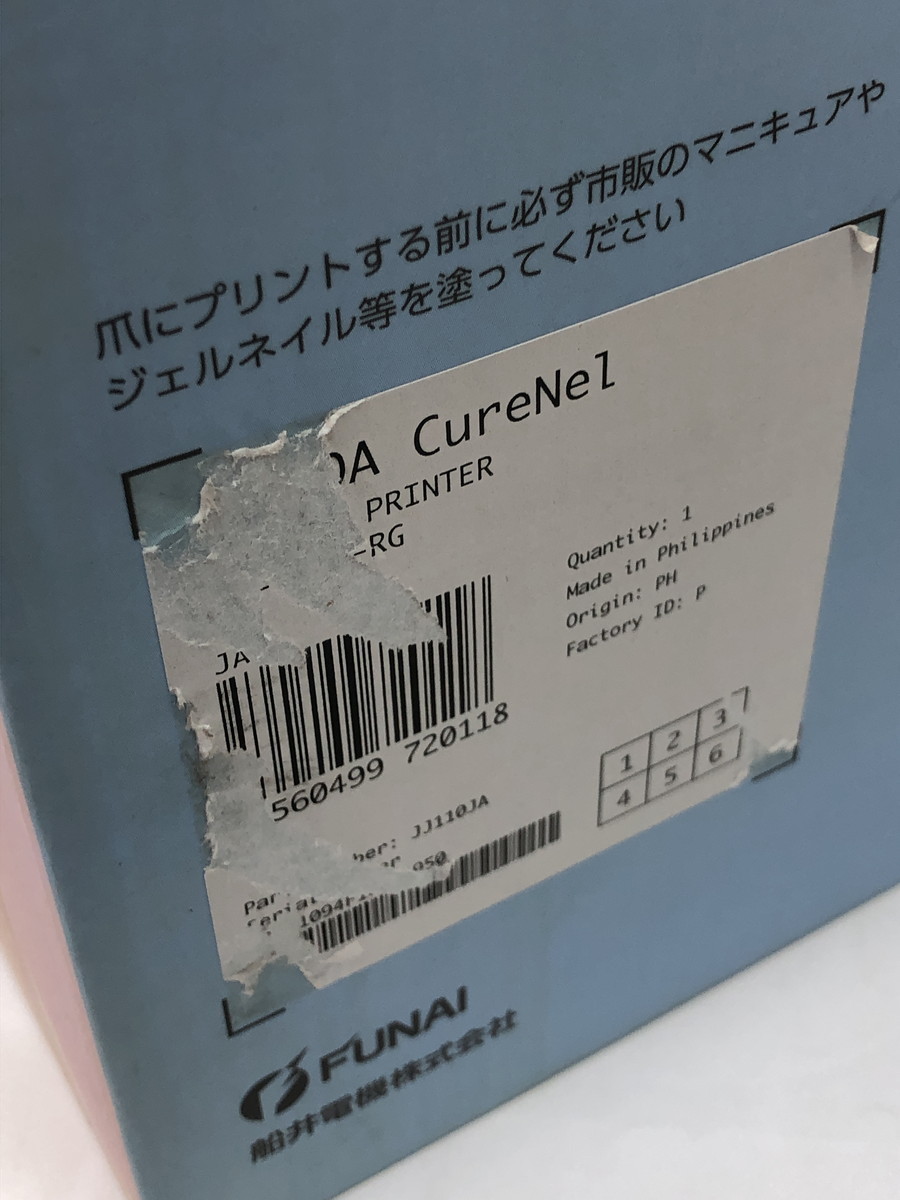 爪にプリントする前に必ず市販のマニキュアや
ジェルネイル等を塗ってください
CureNel
PRINTER
-RG
Quantity: 1
Made in Philippines
Origin: PH
Factory ID: P
JA
560499 720118
1 2 3
4 5 6
JJ110JA
950
FUNAI
船井電機株式会社